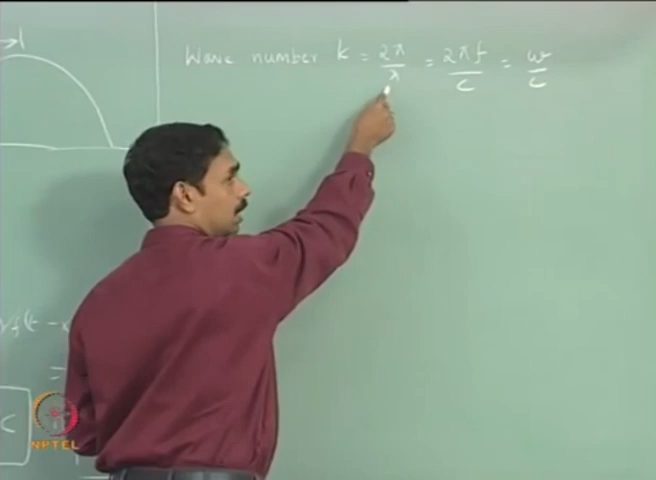 Wave number k = 2π/λ = 2πf/c = ω/c
f(t - x
=
C
NPTEL